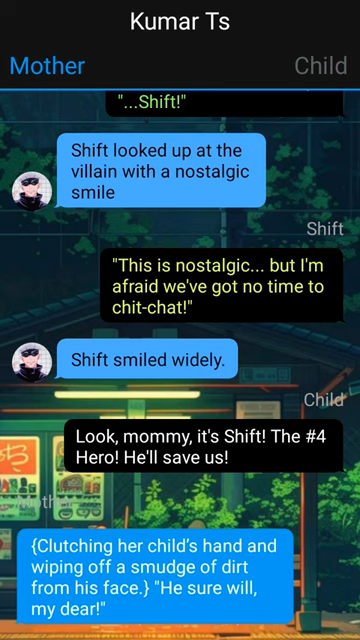 Kumar Ts
Mother
Child
"...Shift!"
Shift looked up at the
villain with a nostalgic
smile
Shift
"This is nostalgic... but I'm
afraid we've got no time to
chit-chat!"
Shift smiled widely.
Child
Look, mommy, it's Shift! The #4
Hero! He'll save us!
Mother
{Clutching her child’s hand and
wiping off a smudge of dirt
from his face.} "He sure will,
my dear!"